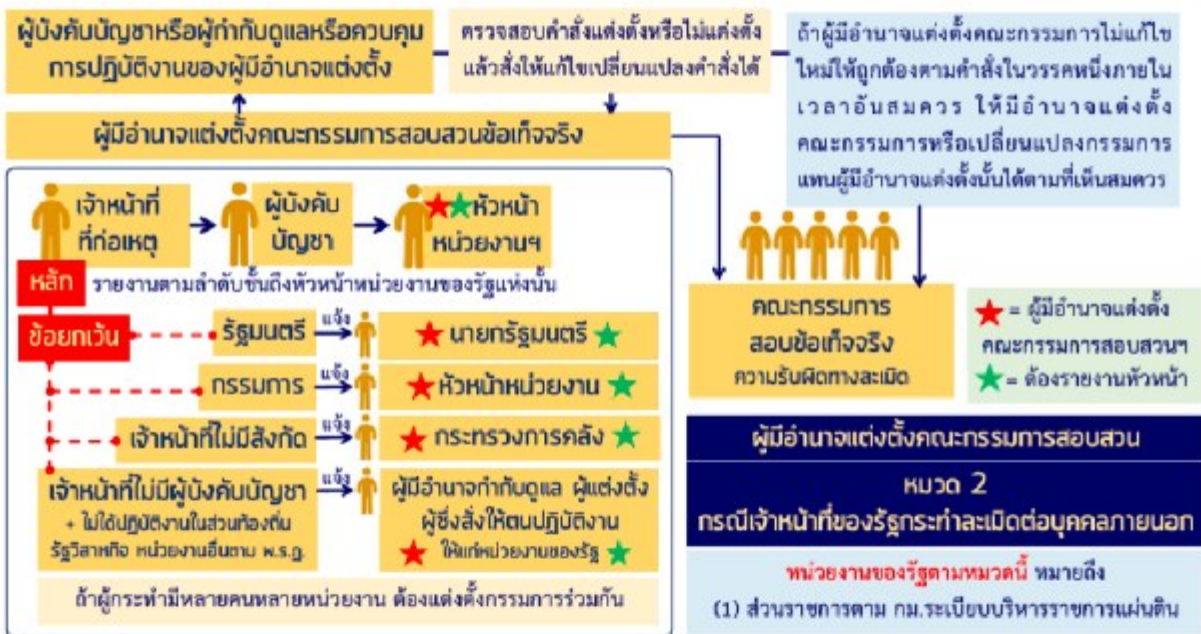 ผู้บังคับบัญชาหรือผู้กำกับดูแลหรือควบคุม
การปฏิบัติงานของผู้มีอำนาจแต่งตั้ง
ตรวจสอบคำสั่งแต่งตั้งหรือไม่แต่งตั้ง
แล้วสั่งให้แก้ไขเปลี่ยนแปลงคำสั่งได้
ถ้าผู้มีอำนาจแต่งตั้งคณะกรรมการไม่แก้ไข
ใหม่ให้ถูกต้องตามคำสั่งในวรรคหนึ่งภายใน
เวลาอันสมควร ให้มีอำนาจแต่งตั้ง
คณะกรรมการหรือเปลี่ยนแปลงกรรมการ
แทนผู้มีอำนาจแต่งตั้งนั้นได้ตามที่เห็นสมควร
ผู้มีอำนาจแต่งตั้งคณะกรรมการสอบสวนข้อเท็จจริง
เจ้าหน้าที่
ที่ก่อเหตุ
ผู้บังคับ
บัญชา
หัวหน้า
หน่วยงานฯ
หลัก
รายงานตามลำดับชั้นถึงหัวหน้าหน่วยงานของรัฐแห่งนั้น
ข้อยกเว้น
รัฐมนตรี
แจ้ง
นายกรัฐมนตรี
กรรมการ
แจ้ง
หัวหน้าหน่วยงาน
เจ้าหน้าที่ไม่มีสังกัด
แจ้ง
กระทรวงการคลัง
เจ้าหน้าที่ไม่มีผู้บังคับบัญชา
+ ไม่ได้ปฏิบัติงานในส่วนท้องถิ่น
รัฐวิสาหกิจ หน่วยงานอื่นตาม พ.ร.ฎ.
แจ้ง
ผู้มีอำนาจกำกับดูแล ผู้แต่งตั้ง
ผู้ซึ่งสั่งให้ตนปฏิบัติงาน
ให้แก่หน่วยงานของรัฐ
ถ้าผู้กระทำมีหลายคนหลายหน่วยงาน ต้องแต่งตั้งกรรมการร่วมกัน
คณะกรรมการ
สอบข้อเท็จจริง
ความรับผิดทางละเมิด
= ผู้มีอำนาจแต่งตั้ง
คณะกรรมการสอบสวนฯ
= ต้องรายงานหัวหน้า
ผู้มีอำนาจแต่งตั้งคณะกรรมการสอบสวน
หมวด 2
กรณีเจ้าหน้าที่ของรัฐกระทำละเมิดต่อบุคคลภายนอก
หน่วยงานของรัฐตามหมวดนี้ หมายถึง
(1) ส่วนราชการตาม กม.ระเบียบบริหารราชการแผ่นดิน